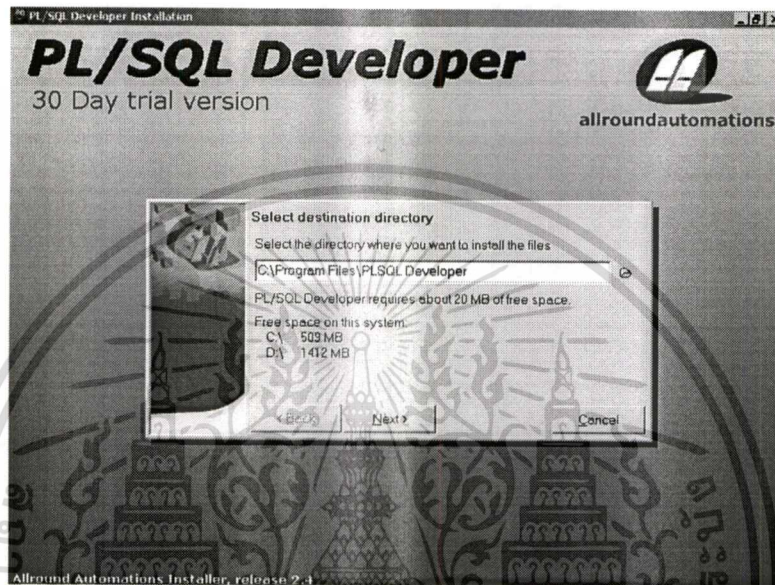 PL/SQL Developer Installation
PL/SQL Developer
30 Day trial version
allroundautomations
Select destination directory
Select the directory where you want to install the files
C:\Program Files\PLSQL Developer
PL/SQL Developer requires about 20 MB of free space.
Free space on this system:
C:\ 509 MB
D:\ 1412 MB
< Back
Next >
Cancel
Allround Automations Installer, release 2.4